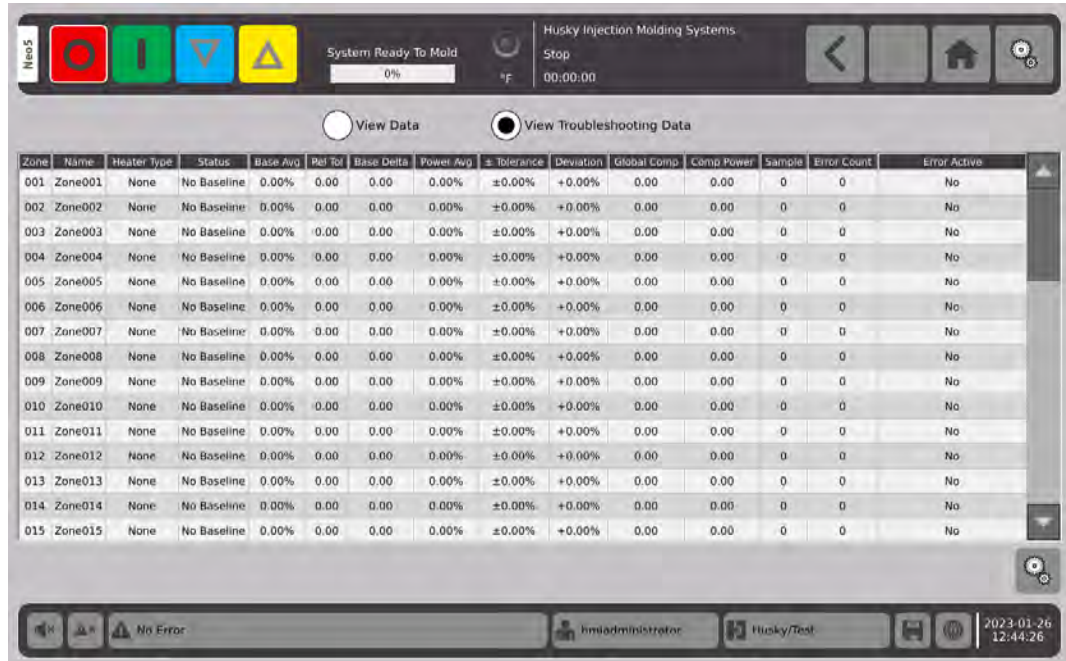 Neo5
System Ready To Mold
0%
°F
Husky Injection Molding Systems
Stop
00:00:00
View Data
View Troubleshooting Data
Zone Name Heater Type Status Base Avg Rel Tol Base Delta Power Avg ± Tolerance Deviation Global Comp Comp Power Sample Error Count Error Active
001 Zone001 None No Baseline 0.00% 0.00 0.00 0.00% ±0.00% +0.00% 0.00 0.00 0 0 No
002 Zone002 None No Baseline 0.00% 0.00 0.00 0.00% ±0.00% +0.00% 0.00 0.00 0 0 No
003 Zone003 None No Baseline 0.00% 0.00 0.00 0.00% ±0.00% +0.00% 0.00 0.00 0 0 No
004 Zone004 None No Baseline 0.00% 0.00 0.00 0.00% ±0.00% +0.00% 0.00 0.00 0 0 No
005 Zone005 None No Baseline 0.00% 0.00 0.00 0.00% ±0.00% +0.00% 0.00 0.00 0 0 No
006 Zone006 None No Baseline 0.00% 0.00 0.00 0.00% ±0.00% +0.00% 0.00 0.00 0 0 No
007 Zone007 None No Baseline 0.00% 0.00 0.00 0.00% ±0.00% +0.00% 0.00 0.00 0 0 No
008 Zone008 None No Baseline 0.00% 0.00 0.00 0.00% ±0.00% +0.00% 0.00 0.00 0 0 No
009 Zone009 None No Baseline 0.00% 0.00 0.00 0.00% ±0.00% +0.00% 0.00 0.00 0 0 No
010 Zone010 None No Baseline 0.00% 0.00 0.00 0.00% ±0.00% +0.00% 0.00 0.00 0 0 No
011 Zone011 None No Baseline 0.00% 0.00 0.00 0.00% ±0.00% +0.00% 0.00 0.00 0 0 No
012 Zone012 None No Baseline 0.00% 0.00 0.00 0.00% ±0.00% +0.00% 0.00 0.00 0 0 No
013 Zone013 None No Baseline 0.00% 0.00 0.00 0.00% ±0.00% +0.00% 0.00 0.00 0 0 No
014 Zone014 None No Baseline 0.00% 0.00 0.00 0.00% ±0.00% +0.00% 0.00 0.00 0 0 No
015 Zone015 None No Baseline 0.00% 0.00 0.00 0.00% ±0.00% +0.00% 0.00 0.00 0 0 No
No Error
hmiadministrator
Husky/Test
2023-01-26
12:44:26